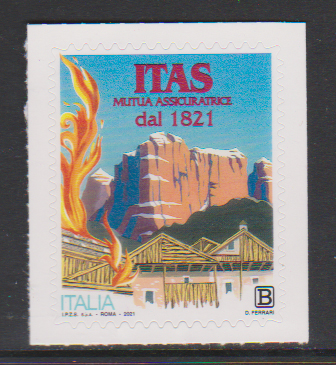 ITAS
MUTUA ASSICURATRICE
dal 1821
ITALIA
B
I.P.Z.S. S.p.A. - ROMA - 2021
D. FERRARI